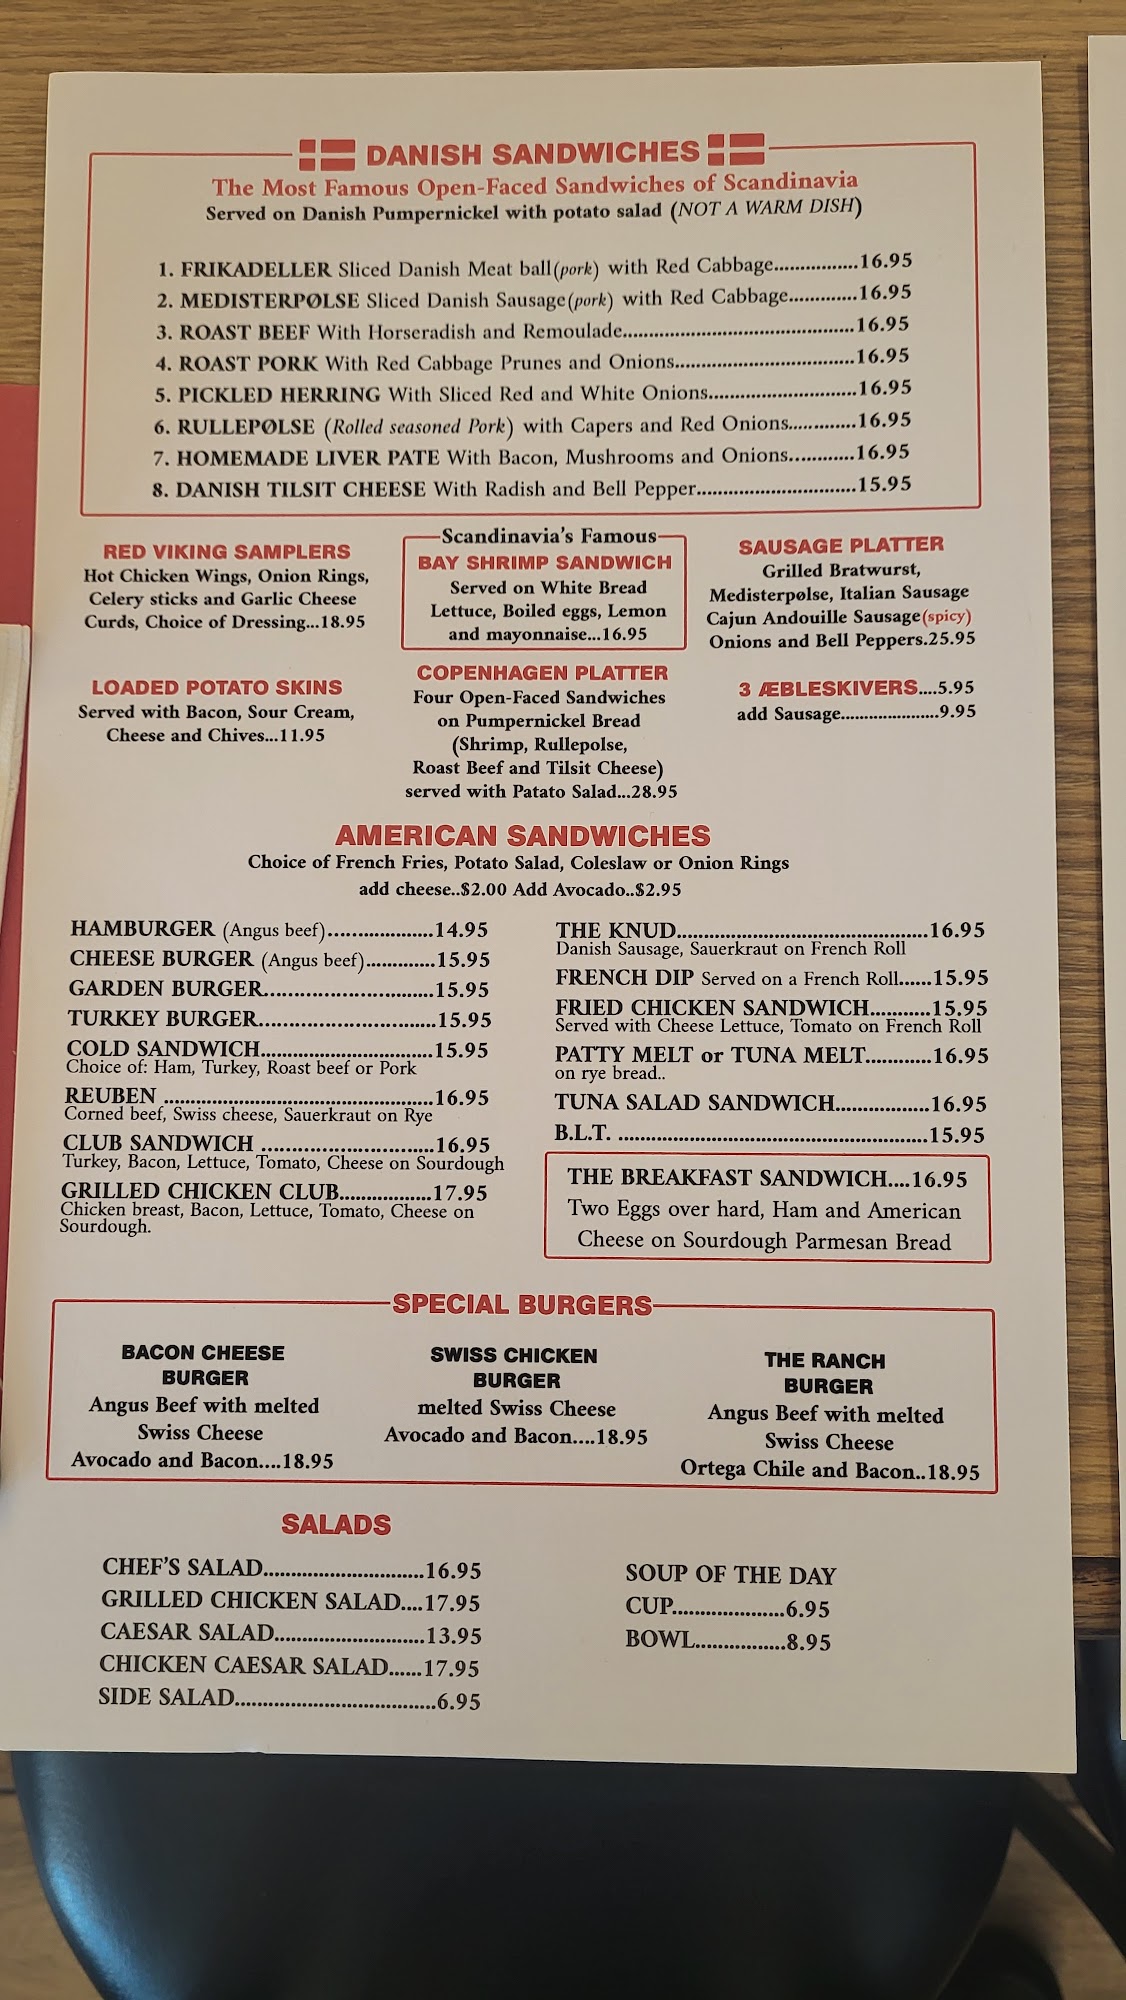 DANISH SANDWICHES
The Most Famous Open-Faced Sandwiches of Scandinavia
Served on Danish Pumpernickel with potato salad (NOT A WARM DISH)
1. FRIKADELLER Sliced Danish Meat ball(pork) with Red Cabbage................16.95
2. MEDISTERPØLSE Sliced Danish Sausage(pork) with Red Cabbage.............16.95
3. ROAST BEEF With Horseradish and Remoulade............................................16.95
4. ROAST PORK With Red Cabbage Prunes and Onions..................................16.95
5. PICKLED HERRING With Sliced Red and White Onions............................16.95
6. RULLEPØLSE (Rolled seasoned Pork) with Capers and Red Onions.............16.95
7. HOMEMADE LIVER PATE With Bacon, Mushrooms and Onions............16.95
8. DANISH TILSIT CHEESE With Radish and Bell Pepper..............................15.95
RED VIKING SAMPLERS
Hot Chicken Wings, Onion Rings,
Celery sticks and Garlic Cheese
Curds, Choice of Dressing...18.95
Scandinavia's Famous
BAY SHRIMP SANDWICH
Served on White Bread
Lettuce, Boiled eggs, Lemon
and mayonnaise...16.95
SAUSAGE PLATTER
Grilled Bratwurst,
Medisterpølse, Italian Sausage
Cajun Andouille Sausage(spicy)
Onions and Bell Peppers.25.95
LOADED POTATO SKINS
Served with Bacon, Sour Cream,
Cheese and Chives...11.95
COPENHAGEN PLATTER
Four Open-Faced Sandwiches
on Pumpernickel Bread
(Shrimp, Rullepolse,
Roast Beef and Tilsit Cheese)
served with Patato Salad...28.95
3 ÆBLESKIVERS....5.95
add Sausage.....................9.95
AMERICAN SANDWICHES
Choice of French Fries, Potato Salad, Coleslaw or Onion Rings
add cheese..$2.00 Add Avocado..$2.95
HAMBURGER (Angus beef)...................14.95
CHEESE BURGER (Angus beef).............15.95
GARDEN BURGER.............................15.95
TURKEY BURGER..............................15.95
COLD SANDWICH................................15.95
Choice of: Ham, Turkey, Roast beef or Pork
REUBEN ................................................16.95
Corned beef, Swiss cheese, Sauerkraut on Rye
CLUB SANDWICH ..............................16.95
Turkey, Bacon, Lettuce, Tomato, Cheese on Sourdough
GRILLED CHICKEN CLUB.................17.95
Chicken breast, Bacon, Lettuce, Tomato, Cheese on
Sourdough.
THE KNUD.............................................16.95
Danish Sausage, Sauerkraut on French Roll
FRENCH DIP Served on a French Roll......15.95
FRIED CHICKEN SANDWICH...........15.95
Served with Cheese Lettuce, Tomato on French Roll
PATTY MELT or TUNA MELT............16.95
on rye bread..
TUNA SALAD SANDWICH.................16.95
B.L.T. ........................................................15.95
THE BREAKFAST SANDWICH....16.95
Two Eggs over hard, Ham and American
Cheese on Sourdough Parmesan Bread
SPECIAL BURGERS
BACON CHEESE
BURGER
Angus Beef with melted
Swiss Cheese
Avocado and Bacon....18.95
SWISS CHICKEN
BURGER
melted Swiss Cheese
Avocado and Bacon....18.95
THE RANCH
BURGER
Angus Beef with melted
Swiss Cheese
Ortega Chile and Bacon..18.95
SALADS
CHEF'S SALAD.............................16.95
GRILLED CHICKEN SALAD....17.95
CAESAR SALAD...........................13.95
CHICKEN CAESAR SALAD......17.95
SIDE SALAD....................................6.95
SOUP OF THE DAY
CUP....................6.95
BOWL................8.95